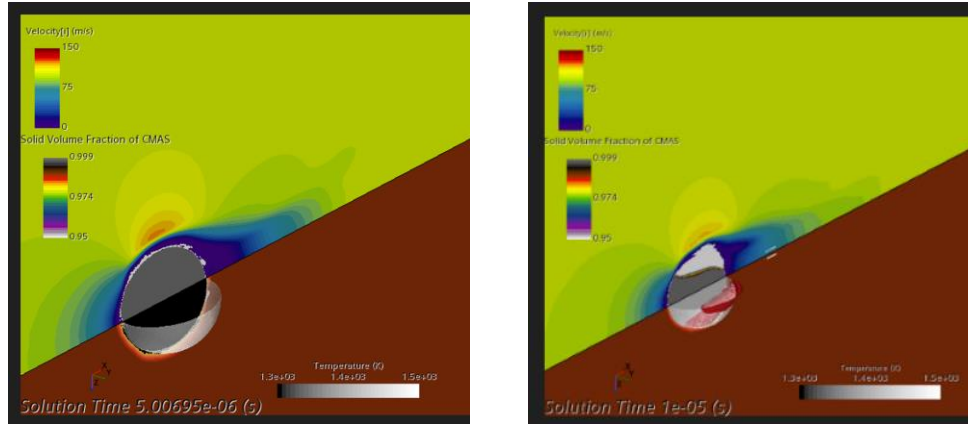 Velocity[i] (m/s)
150
75
0
Solid Volume Fraction of CMAS
0.999
0.974
0.95
X
Y
Z
Temperature (K)
1.3e+03 1.4e+03 1.5e+03
Solution Time 5.00695e-06 (s)
Velocity[i] (m/s)
150
75
0
Solid Volume Fraction of CMAS
0.999
0.974
0.95
X
Y
Z
Temperature (K)
1.3e+03 1.4e+03 1.5e+03
Solution Time 1e-05 (s)